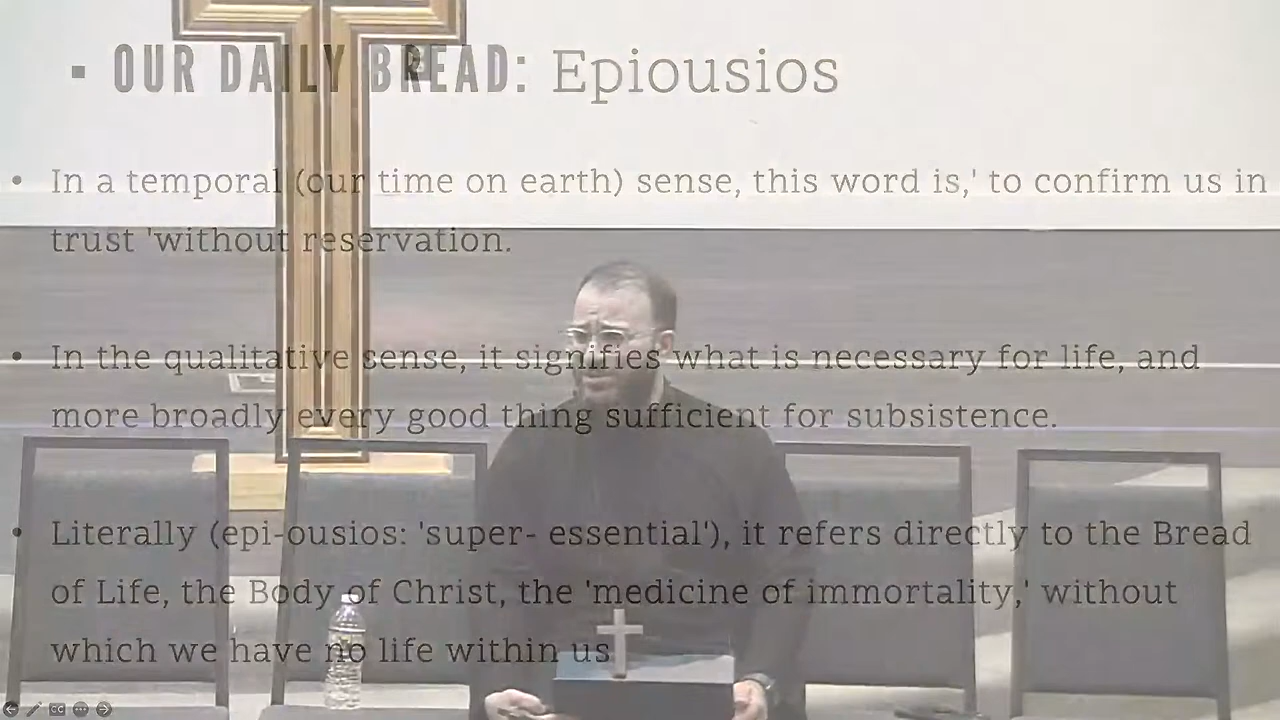 ▪ OUR DAILY BREAD: Epiousios
• In a temporal (our time on earth) sense, this word is,' to confirm us in
trust 'without reservation.
• In the qualitative sense, it signifies what is necessary for life, and
more broadly every good thing sufficient for subsistence.
• Literally (epi-ousios: 'super- essential'), it refers directly to the Bread
of Life, the Body of Christ, the 'medicine of immortality,' without
which we have no life within us
CC